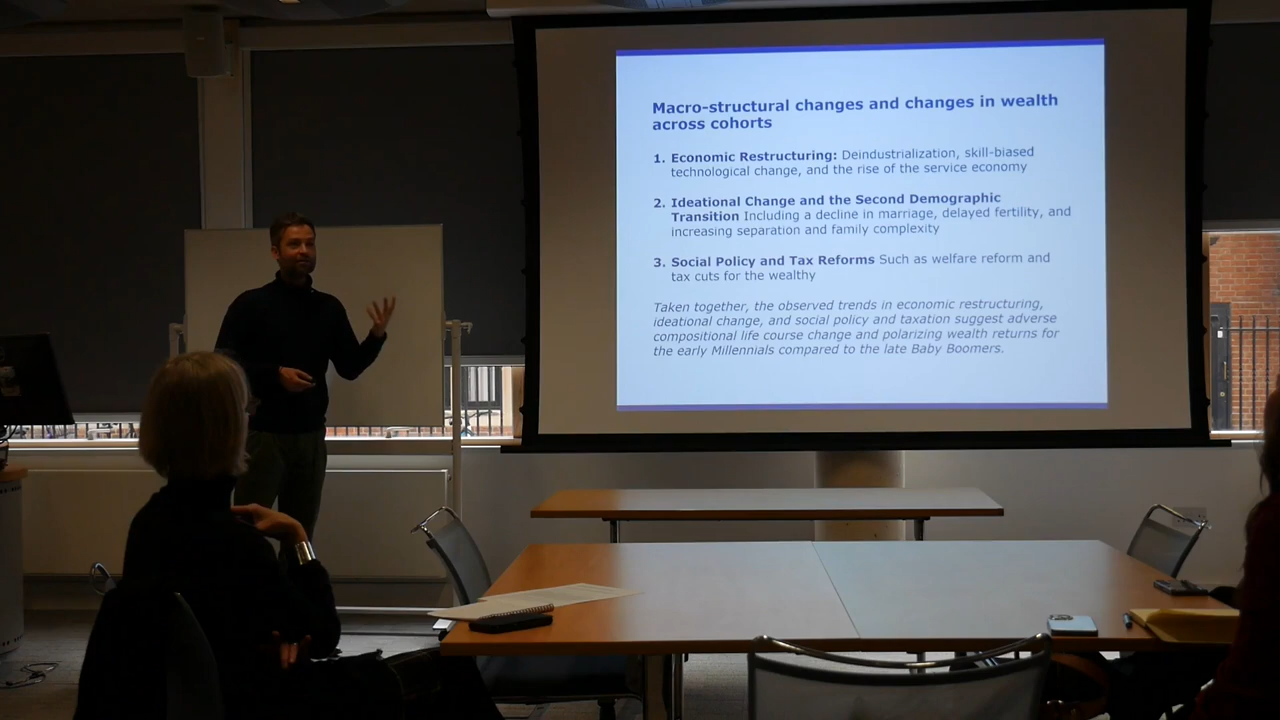 Macro-structural changes and changes in wealth
across cohorts
1. Economic Restructuring: Deindustrialization, skill-biased
technological change, and the rise of the service economy
2. Ideational Change and the Second Demographic
Transition Including a decline in marriage, delayed fertility, and
increasing separation and family complexity
3. Social Policy and Tax Reforms Such as welfare reform and
tax cuts for the wealthy
Taken together, the observed trends in economic restructuring,
ideational change, and social policy and taxation suggest adverse
compositional life course change and polarizing wealth returns for
the early Millennials compared to the late Baby Boomers.